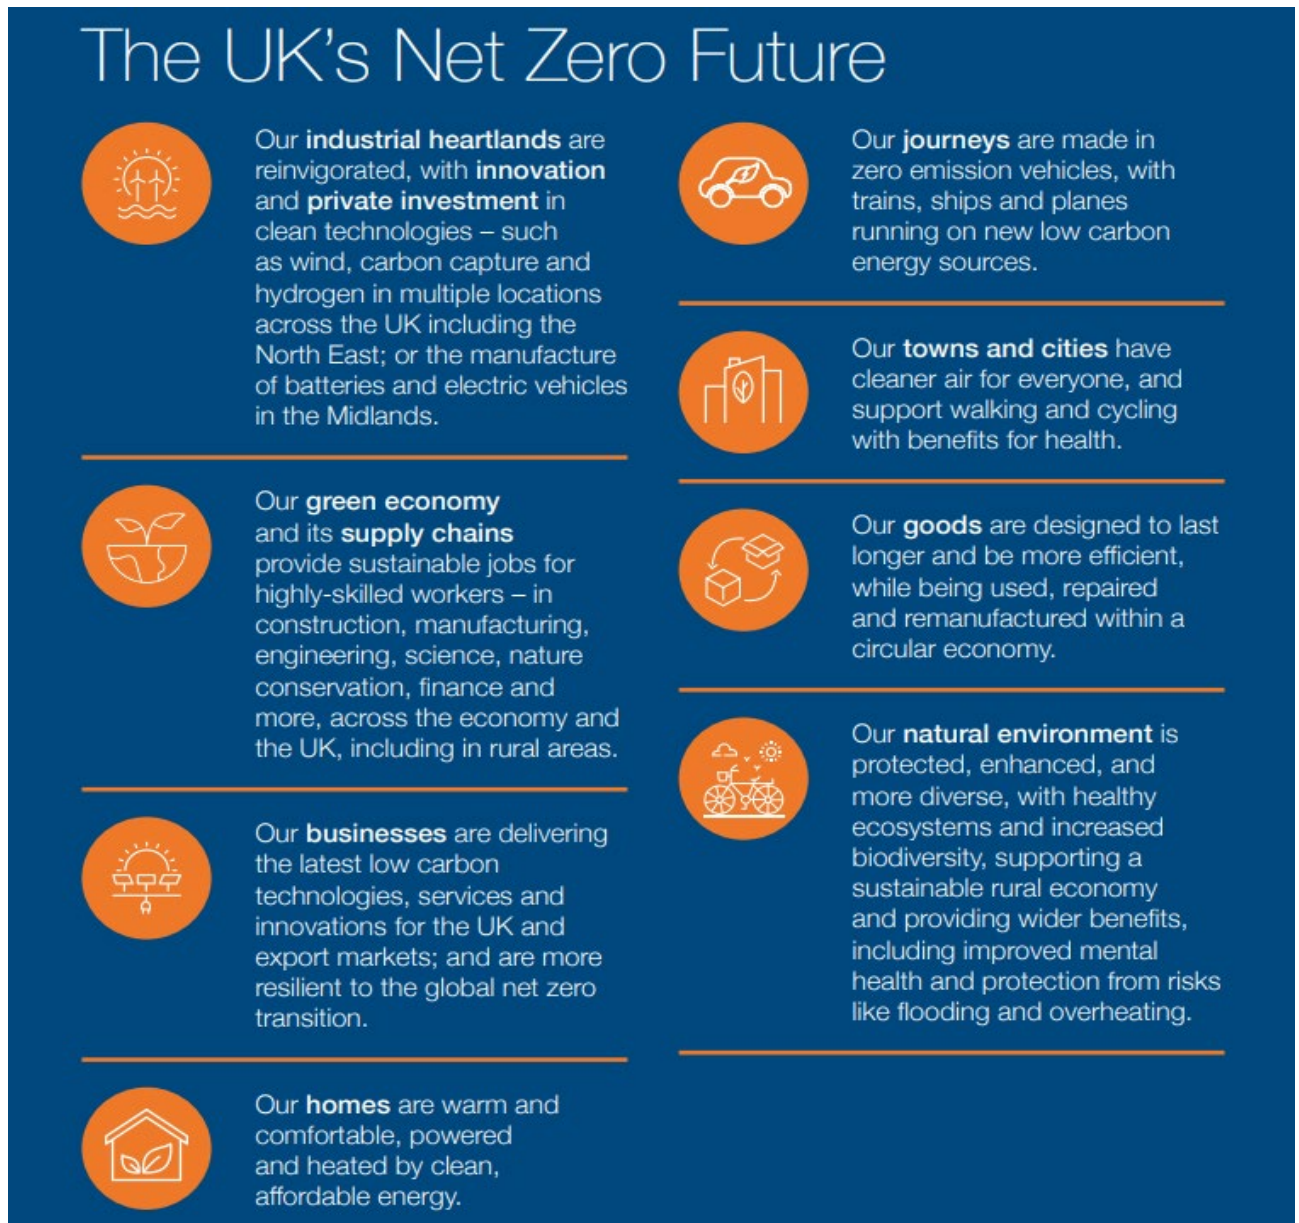 The UK's Net Zero Future
Our industrial heartlands are
reinvigorated, with innovation
and private investment in
clean technologies – such
as wind, carbon capture and
hydrogen in multiple locations
across the UK including the
North East; or the manufacture
of batteries and electric vehicles
in the Midlands.
Our green economy
and its supply chains
provide sustainable jobs for
highly-skilled workers – in
construction, manufacturing,
engineering, science, nature
conservation, finance and
more, across the economy and
the UK, including in rural areas.
Our businesses are delivering
the latest low carbon
technologies, services and
innovations for the UK and
export markets; and are more
resilient to the global net zero
transition.
Our homes are warm and
comfortable, powered
and heated by clean,
affordable energy.
Our journeys are made in
zero emission vehicles, with
trains, ships and planes
running on new low carbon
energy sources.
Our towns and cities have
cleaner air for everyone, and
support walking and cycling
with benefits for health.
Our goods are designed to last
longer and be more efficient,
while being used, repaired
and remanufactured within a
circular economy.
Our natural environment is
protected, enhanced, and
more diverse, with healthy
ecosystems and increased
biodiversity, supporting a
sustainable rural economy
and providing wider benefits,
including improved mental
health and protection from risks
like flooding and overheating.